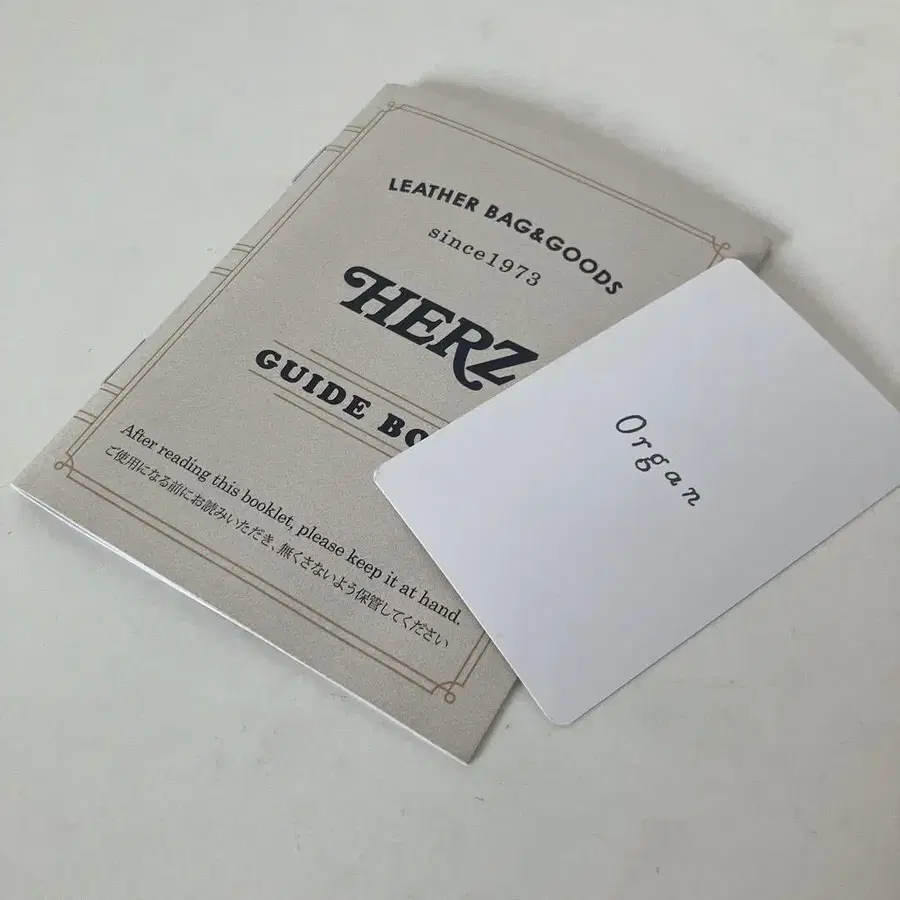 LEATHER BAG&GOODS
since1973
HERZ
GUIDE
After reading this booklet, please keep it at hand.
ご使用になる前にお読みいただき、無くさないよう保管してください
Organ